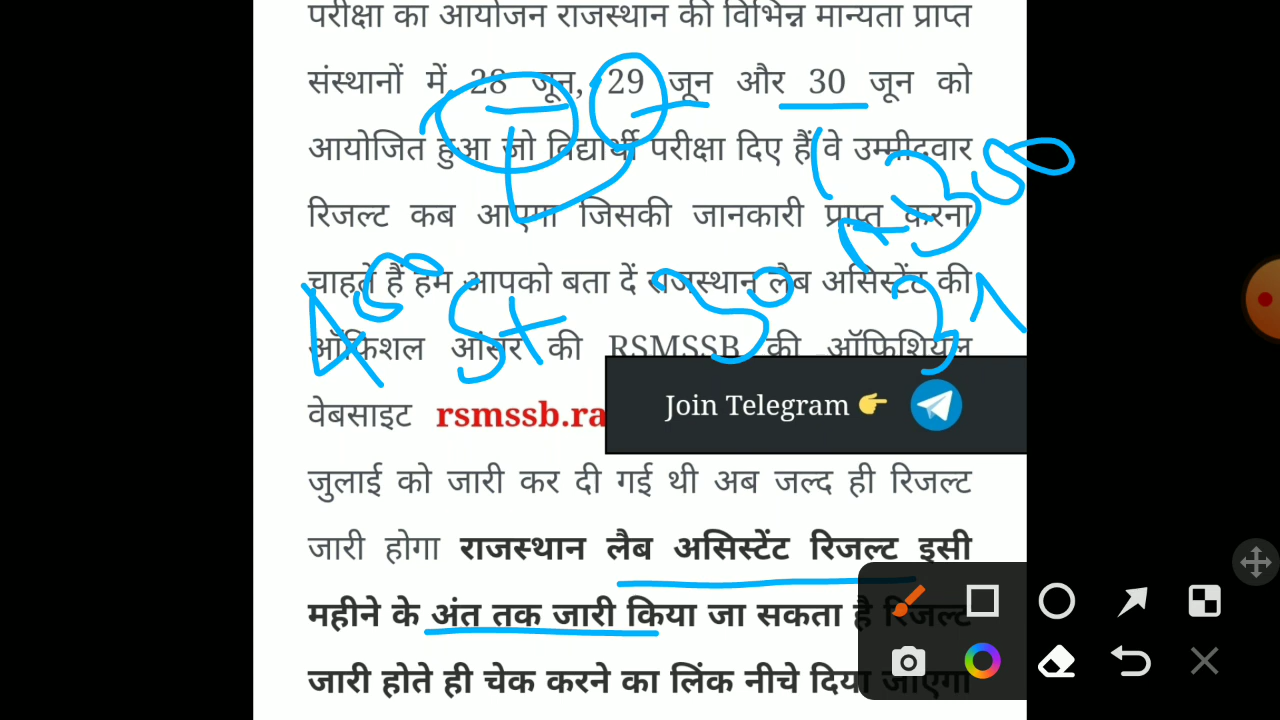 परीक्षा का आयोजन राजस्थान की विभिन्न मान्यता प्राप्त
संस्थानों में 28 जून, 29 जून और 30 जून को
आयोजित हुआ जो विद्यार्थी परीक्षा दिए हैं वे उम्मीदवार
रिजल्ट कब आएगा जिसकी जानकारी प्राप्त करना
चाहते हैं हम आपको बता दें राजस्थान लैब असिस्टेंट की
ऑफिशल आंसर की RSMSSB की ऑफिशियल
वेबसाइट rsmssb.ra
Join Telegram 👉
जुलाई को जारी कर दी गई थी अब जल्द ही रिजल्ट
जारी होगा राजस्थान लैब असिस्टेंट रिजल्ट इसी
महीने के अंत तक जारी किया जा सकता है रिजल्ट
जारी होते ही चेक करने का लिंक नीचे दिया जाएगा